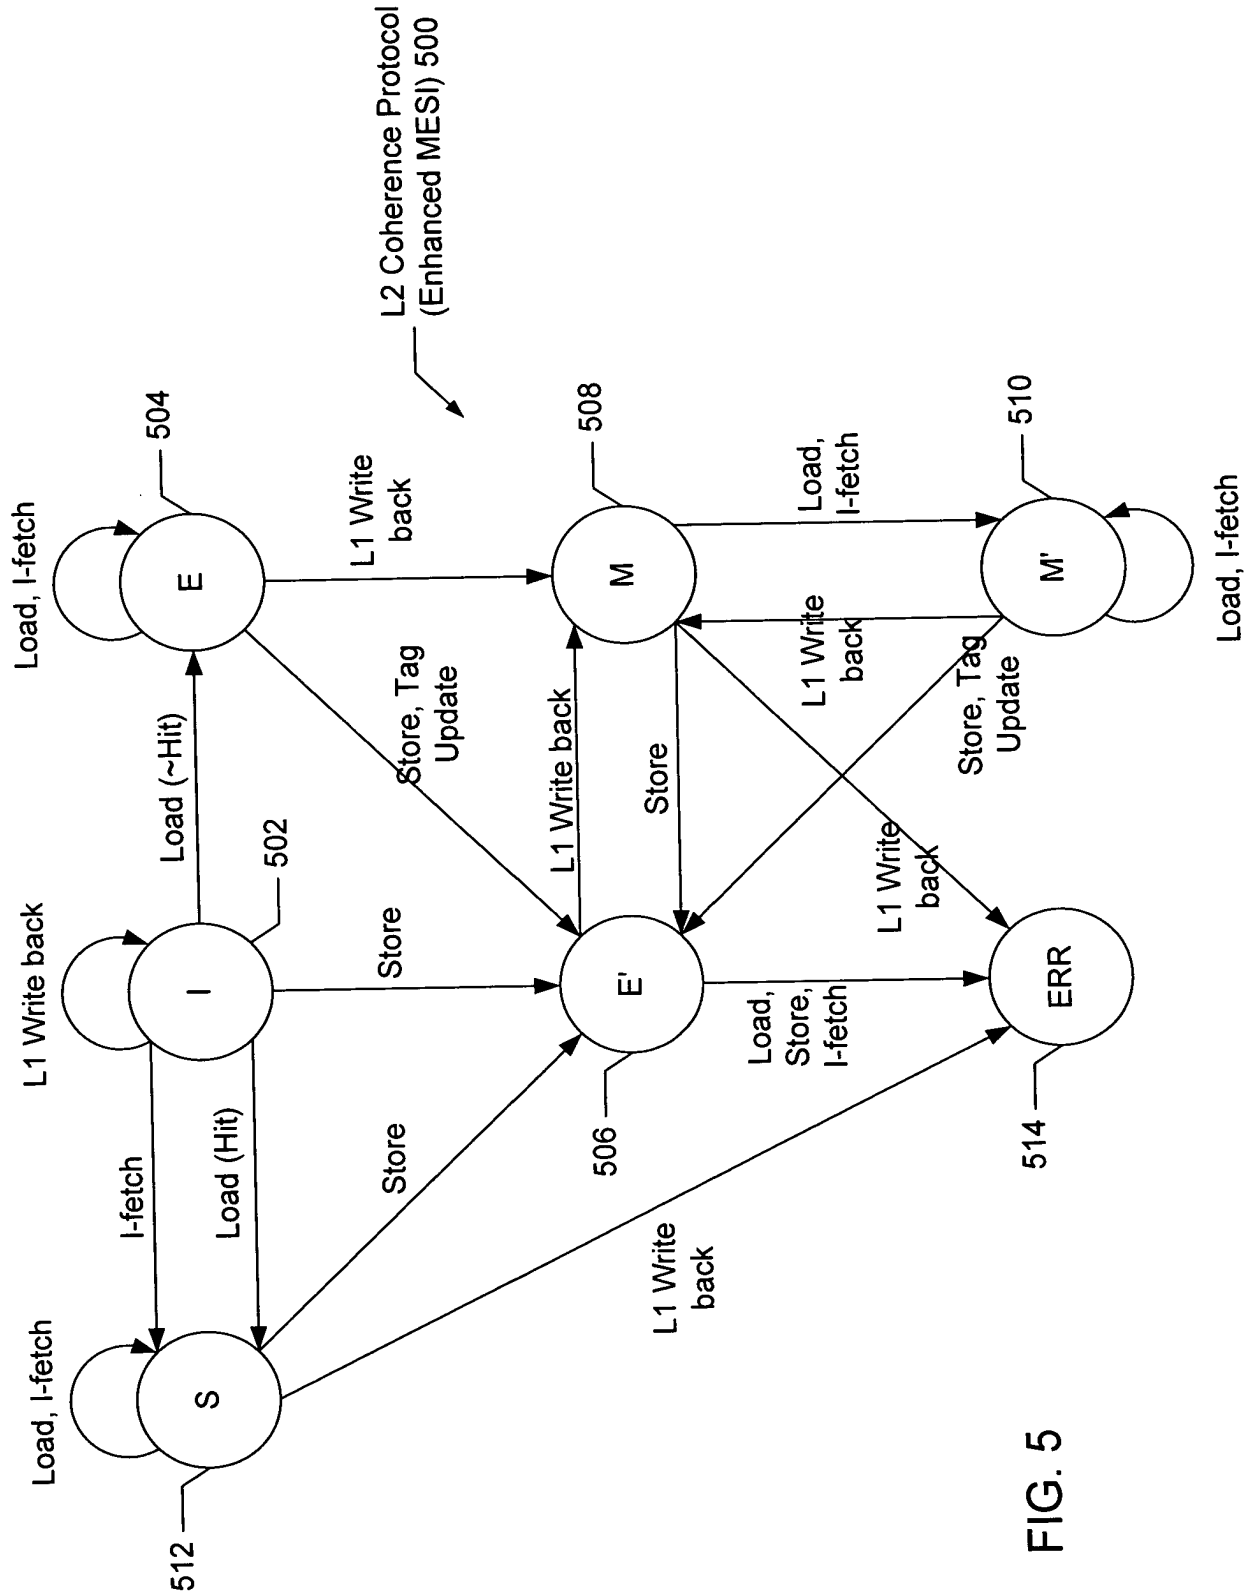 L2 Coherence Protocol
(Enhanced MESI) 500
Load, I-fetch
S
512
I-fetch
Load (Hit)
L1 Write back
I
502
Load (~Hit)
Load, I-fetch
E
504
Store
Store
Store, Tag
Update
L1 Write
back
E'
506
L1 Write back
Store
M
508
L1 Write
back
Load,
Store,
I-fetch
L1 Write
back
Store, Tag
Update
L1 Write
back
Load,
I-fetch
ERR
514
M'
510
Load, I-fetch
FIG. 5